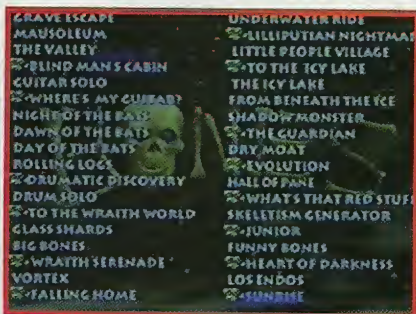 GRAVE ESCAPE
MAUSOLEUM
THE VALLEY
BLIND MAN'S CABIN
GUITAR SOLO
WHERE'S MY GUITAR?
NIGHT OF THE BATS
DAWN OF THE BATS
DAY OF THE BATS
ROLLING LOGS
DRUMATIC DISCOVERY
DRUM SOLO
TO THE WRAITH WORLD
GLASS SHARDS
BIG BONES
WRAITH SERENADE
VORTEX
FALLING HOME
UNDERWATER RIDE
LILLIPUTIAN NIGHTMAR
LITTLE PEOPLE VILLAGE
TO THE ICY LAKE
THE ICY LAKE
FROM BENEATH THE ICE
SHADOW MONSTER
THE GUARDIAN
DRY MOAT
EVOLUTION
HALL OF PANE
WHAT'S THAT RED STUFF
SKELETISM GENERATOR
JUNIOR
FUNNY BONES
HEART OF DARKNESS
LOS ENDOS
SUNRISE